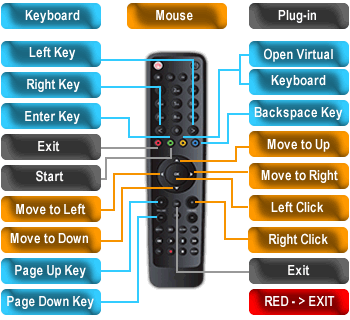 Keyboard
Mouse
Plug-in
Left Key
Right Key
Enter Key
Exit
Start
Move to Left
Move to Down
Page Up Key
Page Down Key
Open Virtual
Keyboard
Backspace Key
Move to Up
Move to Right
Left Click
Right Click
Exit
RED - > EXIT
OK